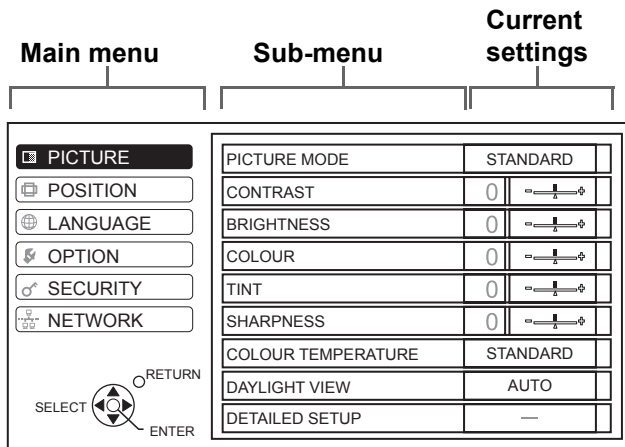 Main menu
Sub-menu
Current
settings
PICTURE
POSITION
LANGUAGE
OPTION
SECURITY
NETWORK
RETURN
SELECT
ENTER
PICTURE MODE STANDARD
CONTRAST 0
BRIGHTNESS 0
COLOUR 0
TINT 0
SHARPNESS 0
COLOUR TEMPERATURE STANDARD
DAYLIGHT VIEW AUTO
DETAILED SETUP —